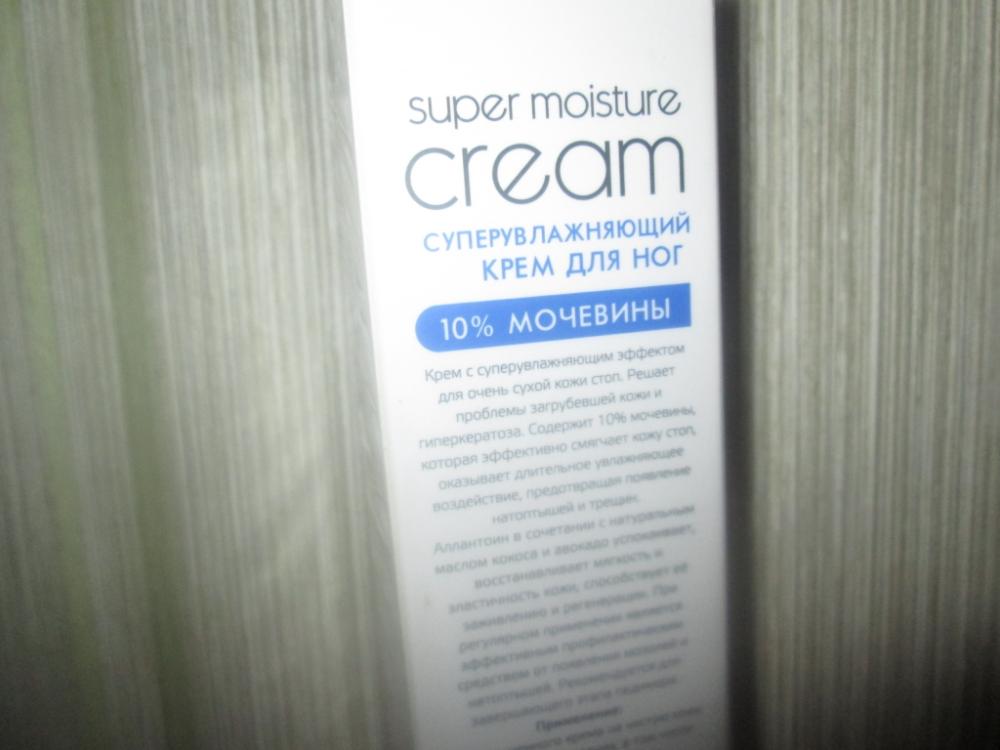 super moisture
cream
СУПЕРУВЛАЖНЯЮЩИЙ
КРЕМ ДЛЯ НОГ
10% МОЧЕВИНЫ
Крем с суперувлажняющим эффектом
для очень сухой кожи стоп. Решает
проблемы загрубевшей кожи и
гиперкератоза. Содержит 10% мочевины,
которая эффективно смягчает кожу стоп,
оказывает длительное увлажняющее
воздействие, предотвращая появление
натоптышей и трещин.
Аллантоин в сочетании с натуральным
маслом кокоса и авокадо успокаивает,
восстанавливает мягкость и
эластичность кожи, способствует её
заживлению и регенерации. При
регулярном применении является
эффективным профилактическим
средством от появления мозолей и
натоптышей. Рекомендуется для
завершающего этапа педикюра.
Применение: